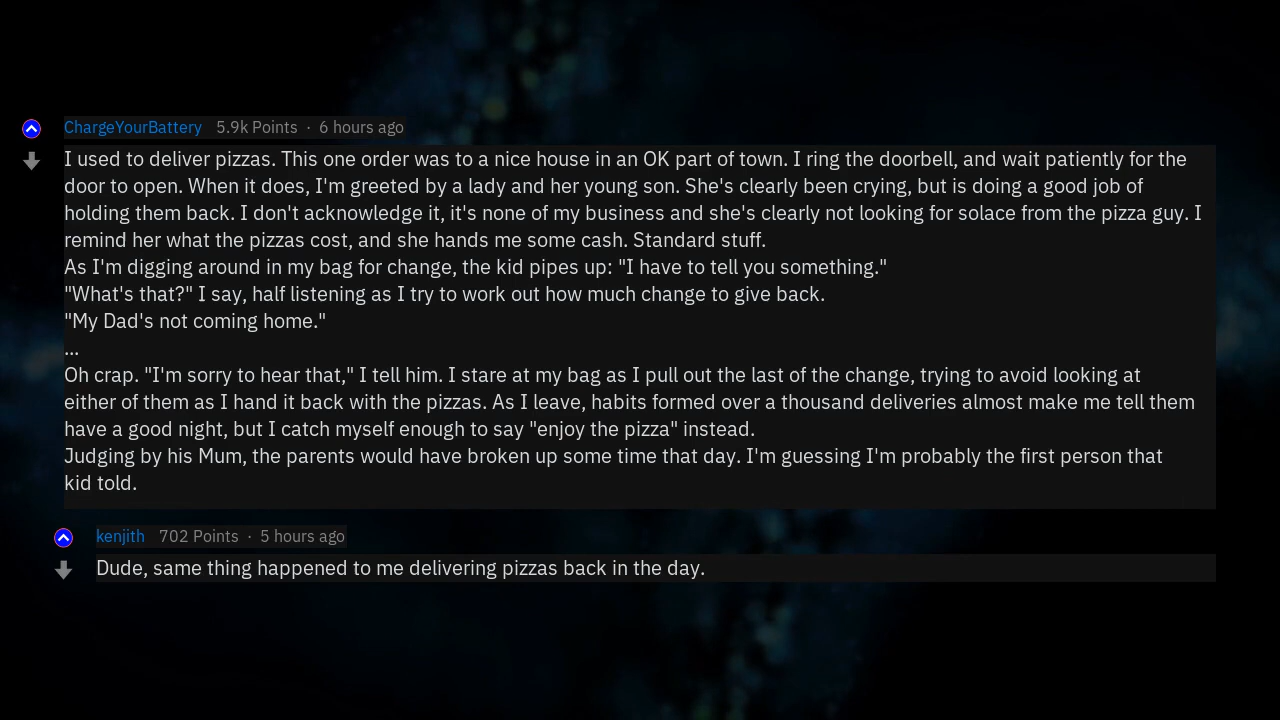 ChargeYourBattery 5.9k Points · 6 hours ago
I used to deliver pizzas. This one order was to a nice house in an OK part of town. I ring the doorbell, and wait patiently for the
door to open. When it does, I'm greeted by a lady and her young son. She's clearly been crying, but is doing a good job of
holding them back. I don't acknowledge it, it's none of my business and she's clearly not looking for solace from the pizza guy. I
remind her what the pizzas cost, and she hands me some cash. Standard stuff.
As I'm digging around in my bag for change, the kid pipes up: "I have to tell you something."
"What's that?" I say, half listening as I try to work out how much change to give back.
"My Dad's not coming home."
...
Oh crap. "I'm sorry to hear that," I tell him. I stare at my bag as I pull out the last of the change, trying to avoid looking at
either of them as I hand it back with the pizzas. As I leave, habits formed over a thousand deliveries almost make me tell them
have a good night, but I catch myself enough to say "enjoy the pizza" instead.
Judging by his Mum, the parents would have broken up some time that day. I'm guessing I'm probably the first person that
kid told.
kenjith 702 Points · 5 hours ago
Dude, same thing happened to me delivering pizzas back in the day.